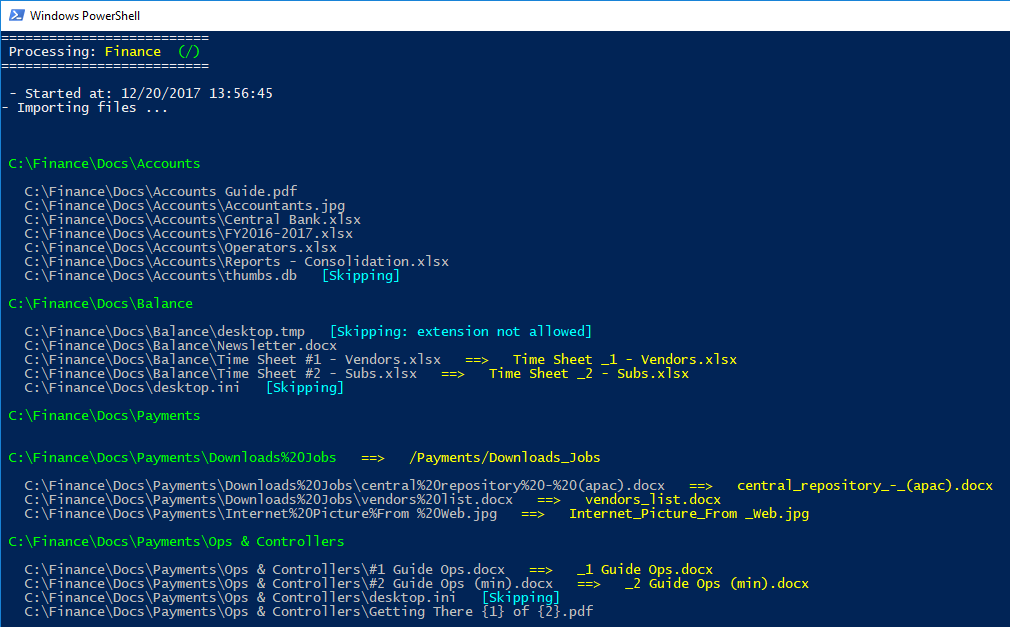 Windows PowerShell
==========================
Processing: Finance (/)
==========================
- Started at: 12/20/2017 13:56:45
- Importing files ...
C:\Finance\Docs\Accounts
C:\Finance\Docs\Accounts Guide.pdf
C:\Finance\Docs\Accounts\Accountants.jpg
C:\Finance\Docs\Accounts\Central Bank.xlsx
C:\Finance\Docs\Accounts\FY2016-2017.xlsx
C:\Finance\Docs\Accounts\Operators.xlsx
C:\Finance\Docs\Accounts\Reports - Consolidation.xlsx
C:\Finance\Docs\Accounts\thumbs.db [Skipping]
C:\Finance\Docs\Balance
C:\Finance\Docs\Balance\desktop.tmp [Skipping: extension not allowed]
C:\Finance\Docs\Balance\Newsletter.docx
C:\Finance\Docs\Balance\Time Sheet #1 - Vendors.xlsx ==> Time Sheet _1 - Vendors.xlsx
C:\Finance\Docs\Balance\Time Sheet #2 - Subs.xlsx ==> Time Sheet _2 - Subs.xlsx
C:\Finance\Docs\desktop.ini [Skipping]
C:\Finance\Docs\Payments
C:\Finance\Docs\Payments\Downloads%20Jobs ==> /Payments/Downloads_Jobs
C:\Finance\Docs\Payments\Downloads%20Jobs\central%20repository%20-%20(apac).docx ==> central_repository_-_(apac).docx
C:\Finance\Docs\Payments\Downloads%20Jobs\vendors%20list.docx ==> vendors_list.docx
C:\Finance\Docs\Payments\Internet%20Picture%From %20Web.jpg ==> Internet_Picture_From _Web.jpg
C:\Finance\Docs\Payments\Ops & Controllers
C:\Finance\Docs\Payments\Ops & Controllers\#1 Guide Ops.docx ==> _1 Guide Ops.docx
C:\Finance\Docs\Payments\Ops & Controllers\#2 Guide Ops (min).docx ==> _2 Guide Ops (min).docx
C:\Finance\Docs\Payments\Ops & Controllers\desktop.ini [Skipping]
C:\Finance\Docs\Payments\Ops & Controllers\Getting There {1} of {2}.pdf